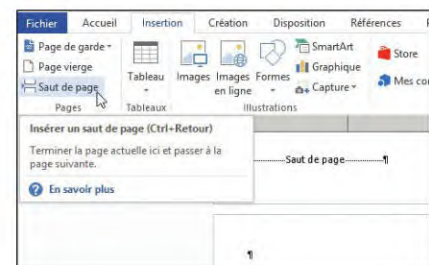 Fichier Accueil Insertion Création Disposition Références
Page de garde
Page vierge
Saut de page
Pages
Tableau
Tableaux
Images Images en ligne Formes
SmartArt
Graphique
Capture
Illustrations
Store
Mes co
Insérer un saut de page (Ctrl+Retour)
Terminer la page actuelle ici et passer à la
page suivante.
En savoir plus
Saut de page ¶
¶